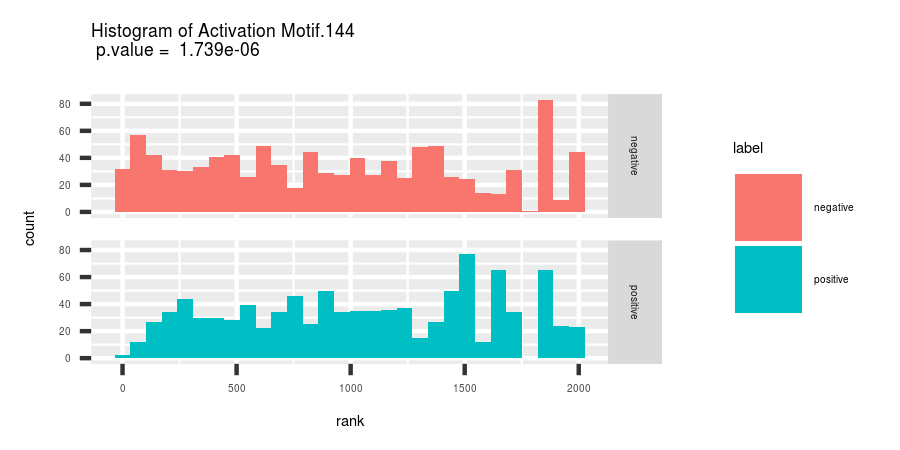 Histogram of Activation Motif.144
p.value = 1.739e-06
count
80
60
40
20
0
negative
80
60
40
20
0
positive
0 500 1000 1500 2000
rank
label
negative
positive